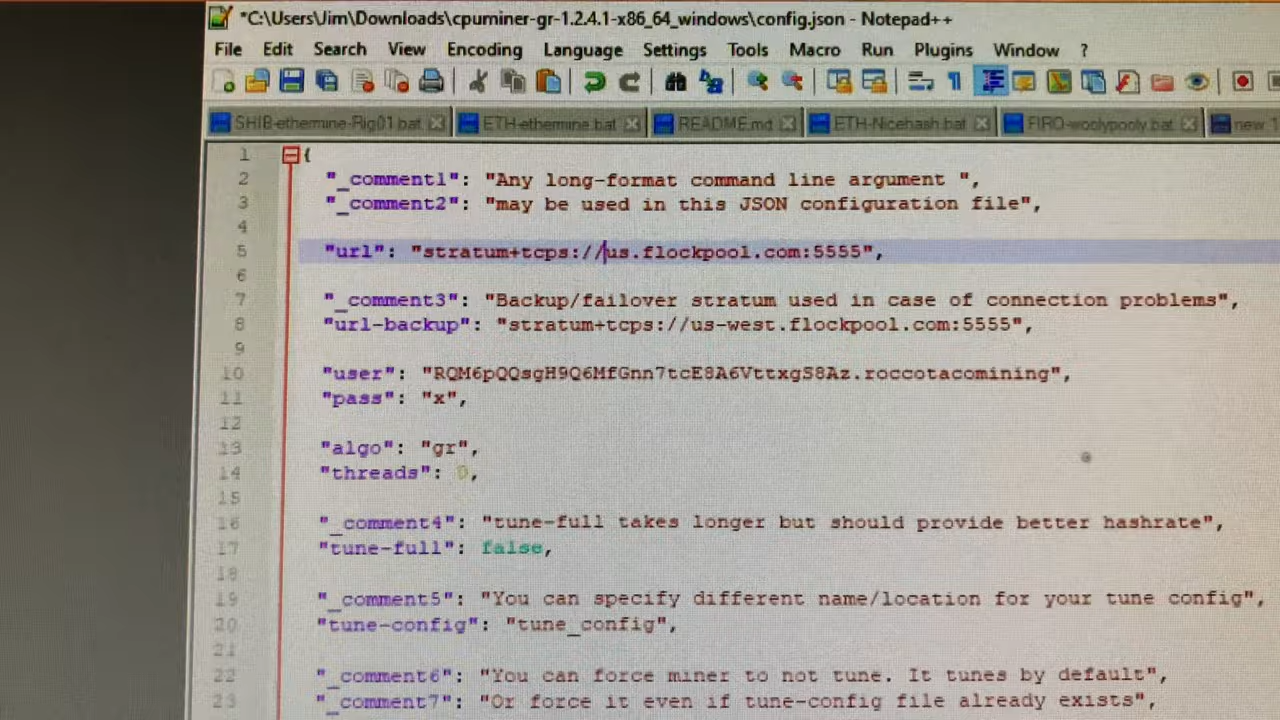 *C:\Users\Jim\Downloads\cpuminer-gr-1.2.4.1-x86_64_windows\config.json - Notepad++
File Edit Search View Encoding Language Settings Tools Macro Run Plugins Window ?
SHIB-ethermine-Rig01.bat ETH-ethermine.bat README.md ETH-Nicehash.bat FIRO-woolypooly.bat new 1
1 {
2 "_comment1": "Any long-format command line argument ",
3 "_comment2": "may be used in this JSON configuration file",
4
5 "url": "stratum+tcps://us.flockpool.com:5555",
6
7 "_comment3": "Backup/failover stratum used in case of connection problems",
8 "url-backup": "stratum+tcps://us-west.flockpool.com:5555",
9
10 "user": "RQM6pQQsgH9Q6MfGnn7tcE8A6VttxgS8Az.roccotacomining",
11 "pass": "x",
12
13 "algo": "gr",
14 "threads": 0,
15
16 "_comment4": "tune-full takes longer but should provide better hashrate",
17 "tune-full": false,
18
19 "_comment5": "You can specify different name/location for your tune config",
20 "tune-config": "tune_config",
21
22 "_comment6": "You can force miner to not tune. It tunes by default",
23 "_comment7": "Or force it even if tune-config file already exists",